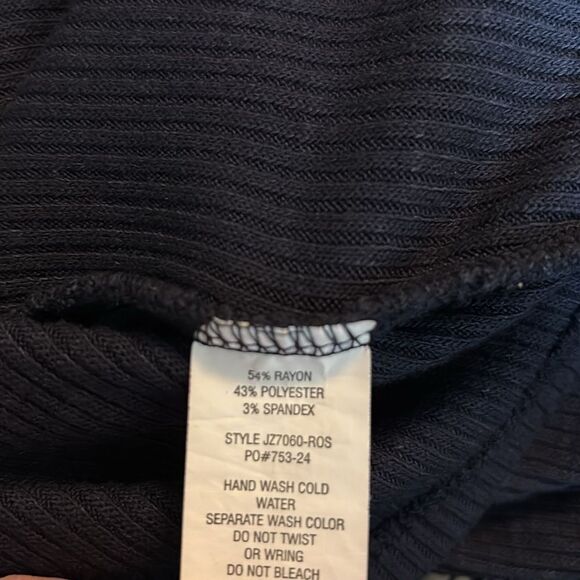 54% RAYON
43% POLYESTER
3% SPANDEX
STYLE JZ7060-ROS
PO#753-24
HAND WASH COLD
WATER
SEPARATE WASH COLOR
DO NOT TWIST
OR WRING
DO NOT BLEACH